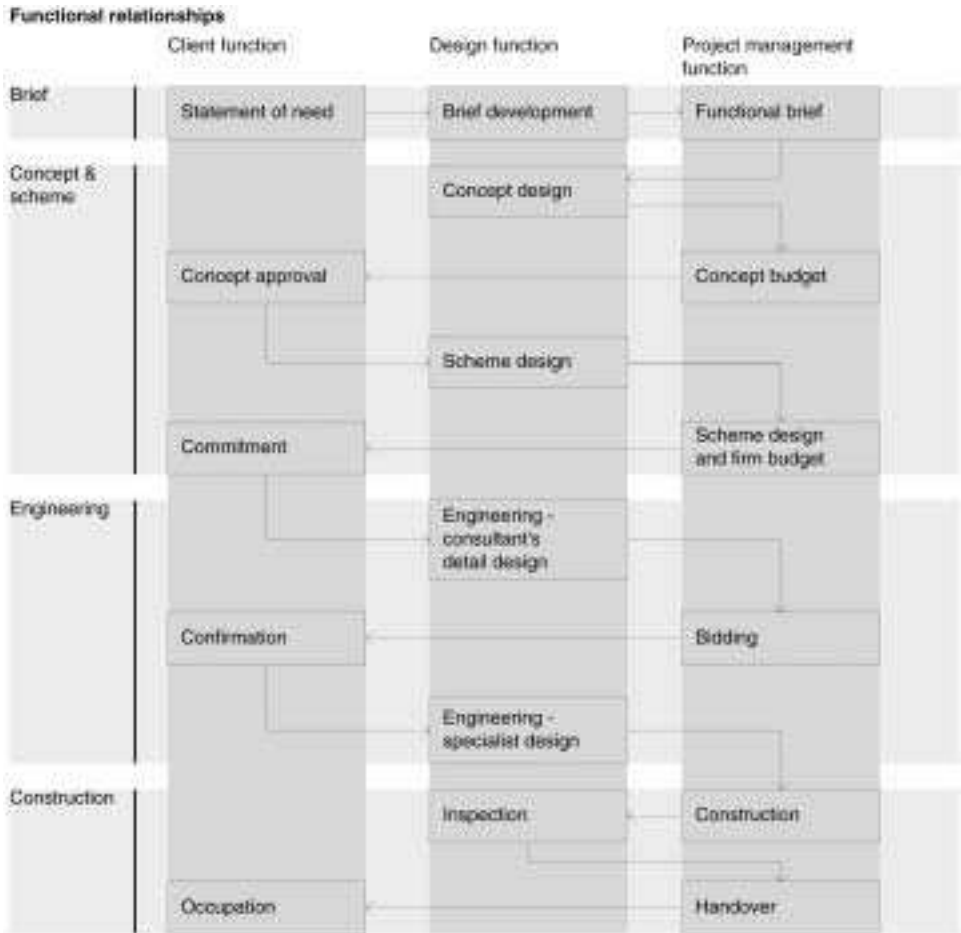 Functional relationships
Client function
Design function
Project management
function
Brief
Statement of need
Brief development
Functional brief
Concept &
scheme
Concept design
Concept approval
Concept budget
Scheme design
Commitment
Scheme design
and firm budget
Engineering
Engineering -
consultant's
detail design
Confirmation
Bidding
Engineering -
specialist design
Construction
Inspection
Construction
Occupation
Handover